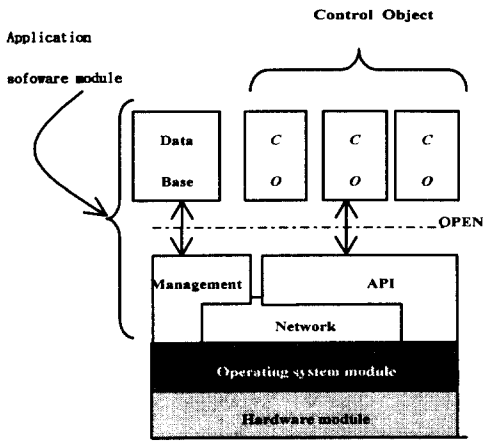 Control Object
Application
sofoware module
Data
Base
C
O
C
O
C
O
OPEN
Management
API
Network
Operating system module
Hardware module